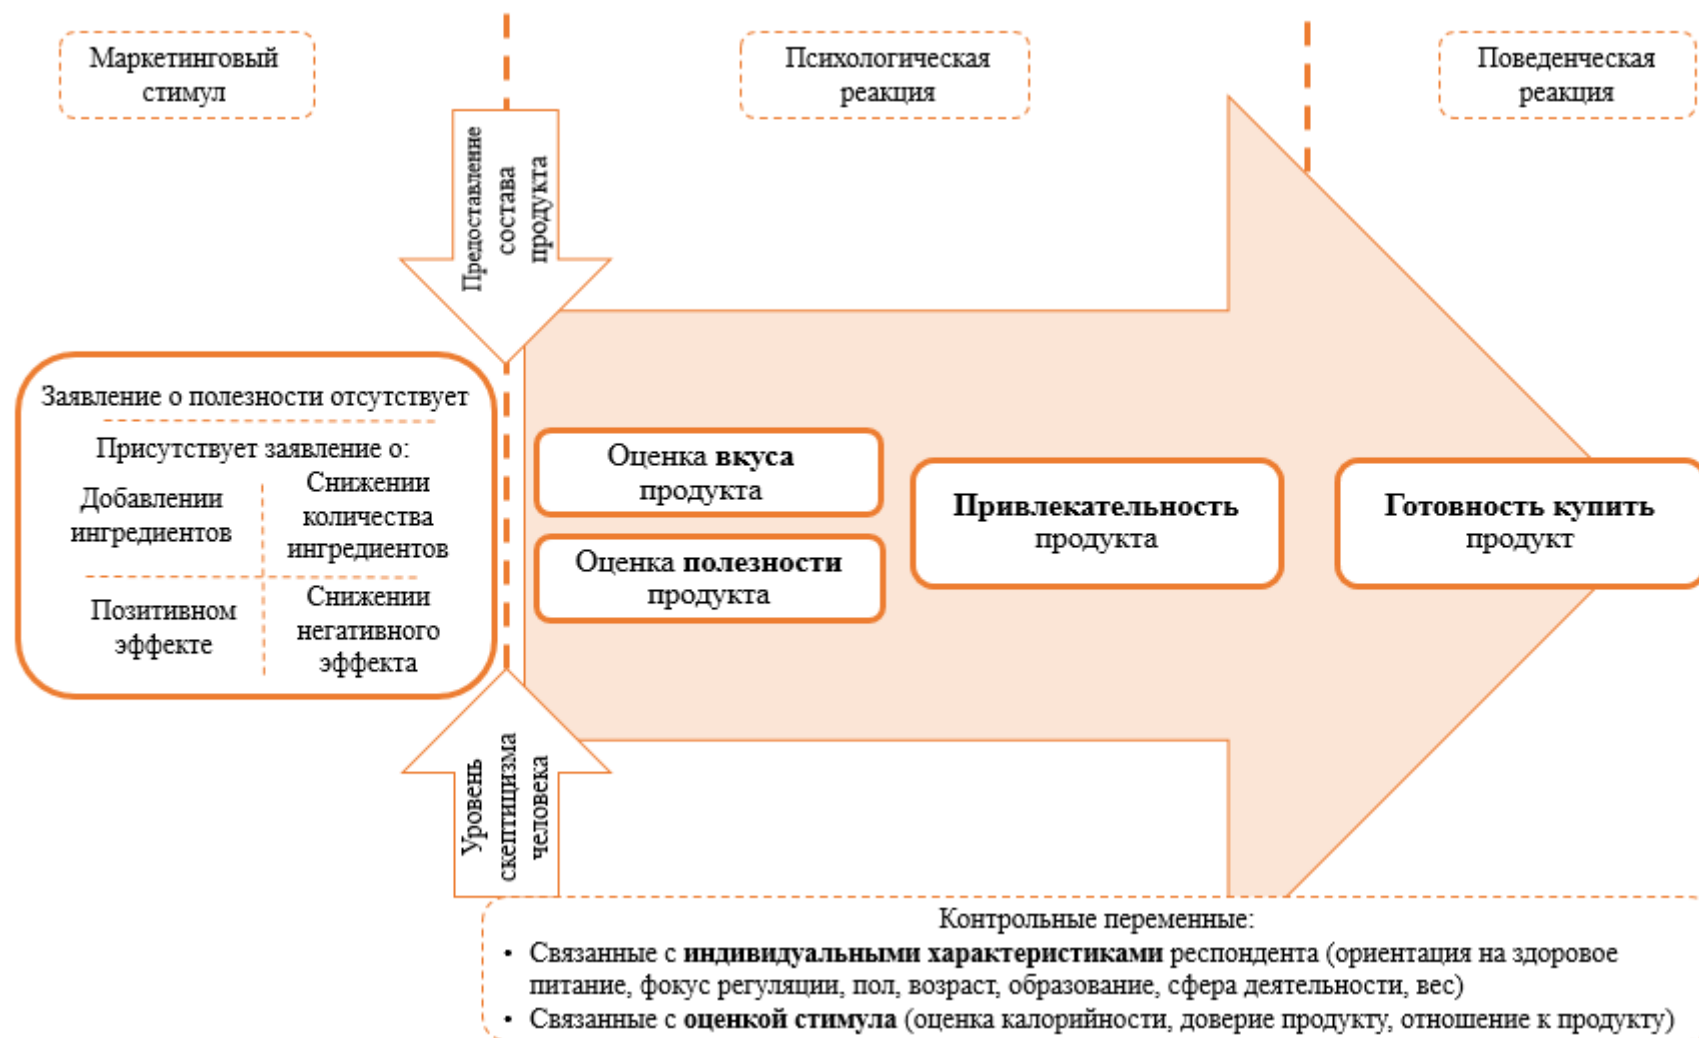 Маркетинговый
стимул
Психологическая
реакция
Поведенческая
реакция
Предоставление
состава
продукта
Заявление о полезности отсутствует
Присутствует заявление о:
Добавлении
ингредиентов
Снижении
количества
ингредиентов
Позитивном
эффекте
Снижении
негативного
эффекта
Оценка вкуса
продукта
Оценка полезности
продукта
Привлекательность
продукта
Готовность купить
продукт
Уровень
скептицизма
человека
Контрольные переменные:
• Связанные с индивидуальными характеристиками респондента (ориентация на здоровое
питание, фокус регуляции, пол, возраст, образование, сфера деятельности, вес)
• Связанные с оценкой стимула (оценка калорийности, доверие продукту, отношение к продукту)